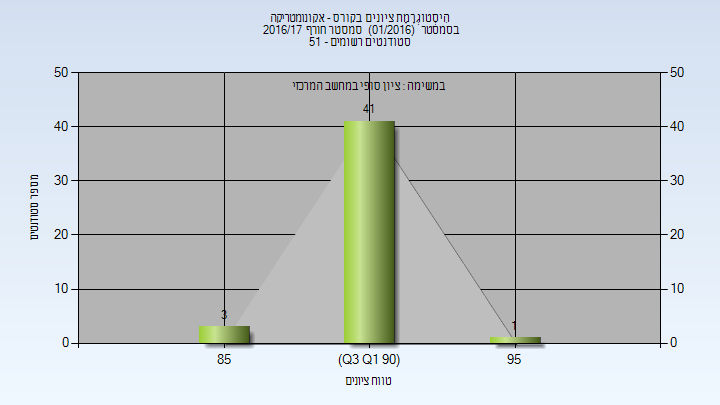 היסטוגרמת ציונים בקורס - אקונומטריקה
בסמסטר (01/2016) סמסטר חורף 2016/17
סטודנטים רשומים - 51
במשימה : ציון סופי במחשב המרכזי
50
40
30
20
10
0
50
40
30
20
10
0
מספר סטודנטים
3
41
1
85
(Q3 Q1 90)
95
טווח ציונים